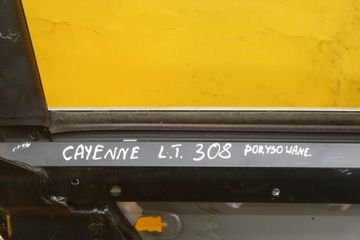 CAYENNE L.T. 308 PORYSOWANE